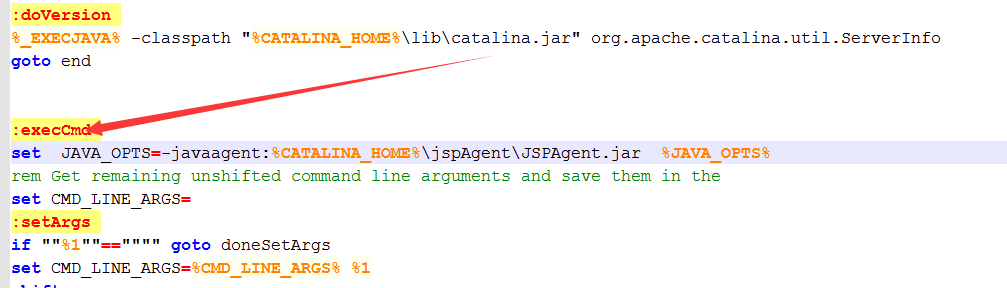 :doVersion
%_EXECJAVA% -classpath "%CATALINA_HOME%\lib\catalina.jar" org.apache.catalina.util.ServerInfo
goto end
:execCmd
set  JAVA_OPTS=-javaagent:%CATALINA_HOME%\jspAgent\JSPAgent.jar  %JAVA_OPTS%
rem Get remaining unshifted command line arguments and save them in the
set CMD_LINE_ARGS=
:setArgs
if ""%1""=="""" goto doneSetArgs
set CMD_LINE_ARGS=%CMD_LINE_ARGS% %1